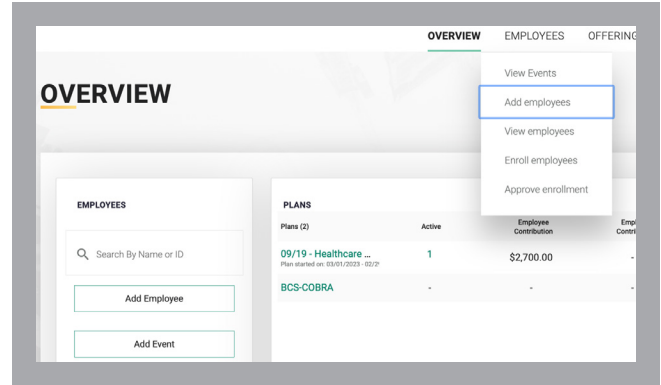 OVERVIEW EMPLOYEES OFFERING
View Events
OVERVIEW
Add employees
View employees
Enroll employees
Approve enrollment
EMPLOYEES
Search By Name or ID
Add Employee
Add Event
PLANS
Plans (2) Active Employee Contribution
09/19 - Healthcare ... 1 $2,700.00 -
Plan started on: 03/01/2023 - 02/2
BCS-COBRA - - -